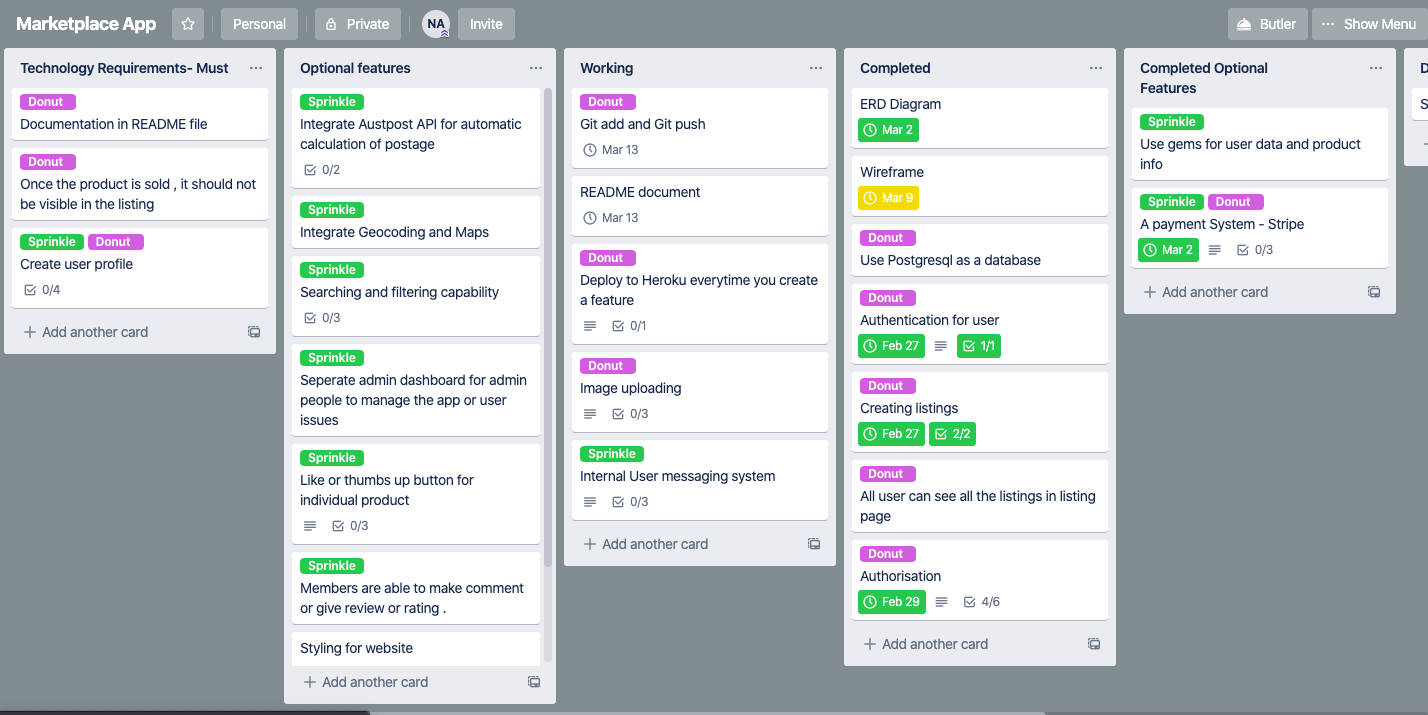 Marketplace App
Personal
Private
NA
Invite
Butler
Show Menu
Technology Requirements- Must
Donut
Documentation in README file
Donut
Once the product is sold , it should not
be visible in the listing
Sprinkle Donut
Create user profile
0/4
Add another card
Optional features
Sprinkle
Integrate Austpost API for automatic
calculation of postage
0/2
Sprinkle
Integrate Geocoding and Maps
Sprinkle
Searching and filtering capability
0/3
Sprinkle
Seperate admin dashboard for admin
people to manage the app or user
issues
Sprinkle
Like or thumbs up button for
individual product
0/3
Sprinkle
Members are able to make comment
or give review or rating .
Styling for website
Add another card
Working
Donut
Git add and Git push
Mar 13
README document
Mar 13
Donut
Deploy to Heroku everytime you create
a feature
0/1
Donut
Image uploading
0/3
Sprinkle
Internal User messaging system
0/3
Add another card
Completed
ERD Diagram
Mar 2
Wireframe
Mar 9
Donut
Use Postgresql as a database
Donut
Authentication for user
Feb 27 1/1
Donut
Creating listings
Feb 27 2/2
Donut
All user can see all the listings in listing
page
Donut
Authorisation
Feb 29 4/6
Add another card
Completed Optional
Features
Sprinkle
Use gems for user data and product
info
Sprinkle Donut
A payment System - Stripe
Mar 2 0/3
Add another card